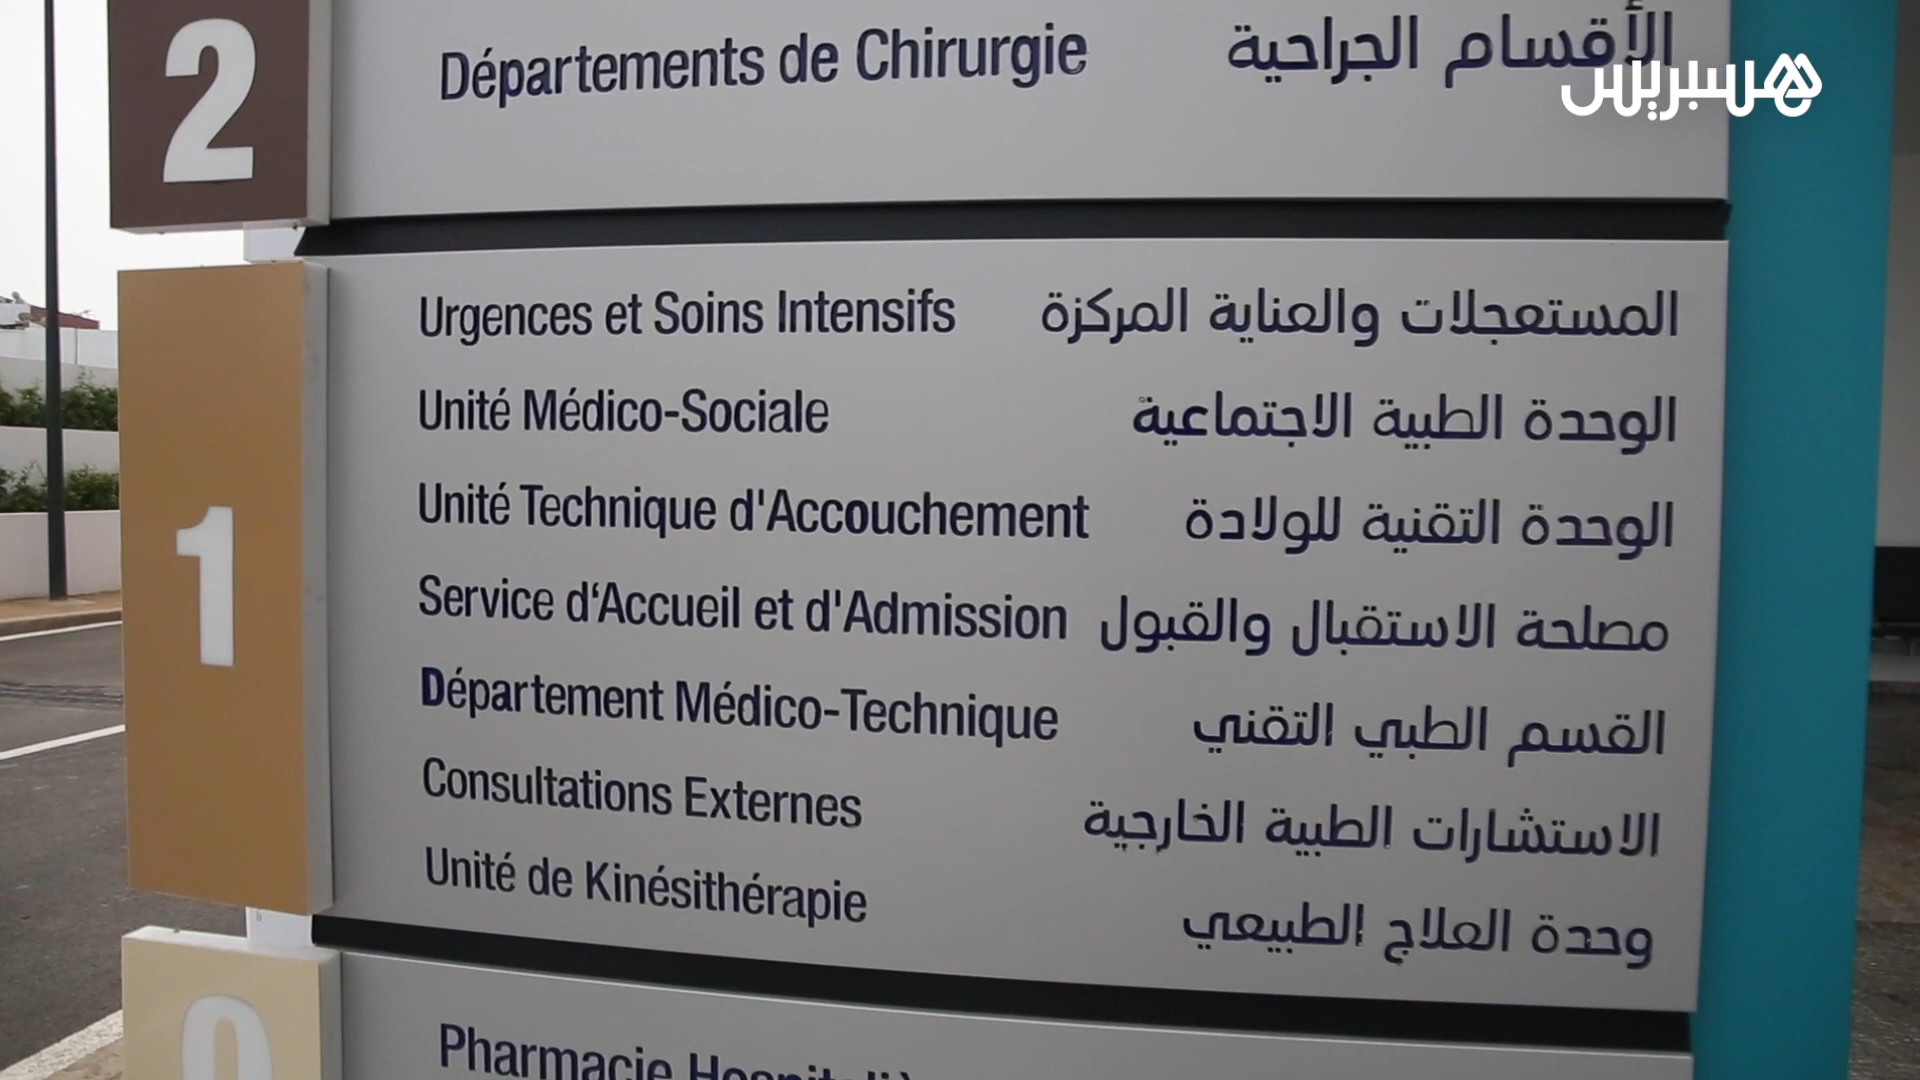 2
Départements de Chirurgie الأقسام الجراحية
هسبريس
1
Urgences et Soins Intensifs المستعجلات والعناية المركزة
Unité Médico-Sociale الوحدة الطبية الاجتماعية
Unité Technique d'Accouchement الوحدة التقنية للولادة
Service d‘Accueil et d'Admission مصلحة الاستقبال والقبول
Département Médico-Technique القسم الطبي التقني
Consultations Externes الاستشارات الطبية الخارجية
Unité de Kinésithérapie وحدة العلاج الطبيعي
Pharmacie